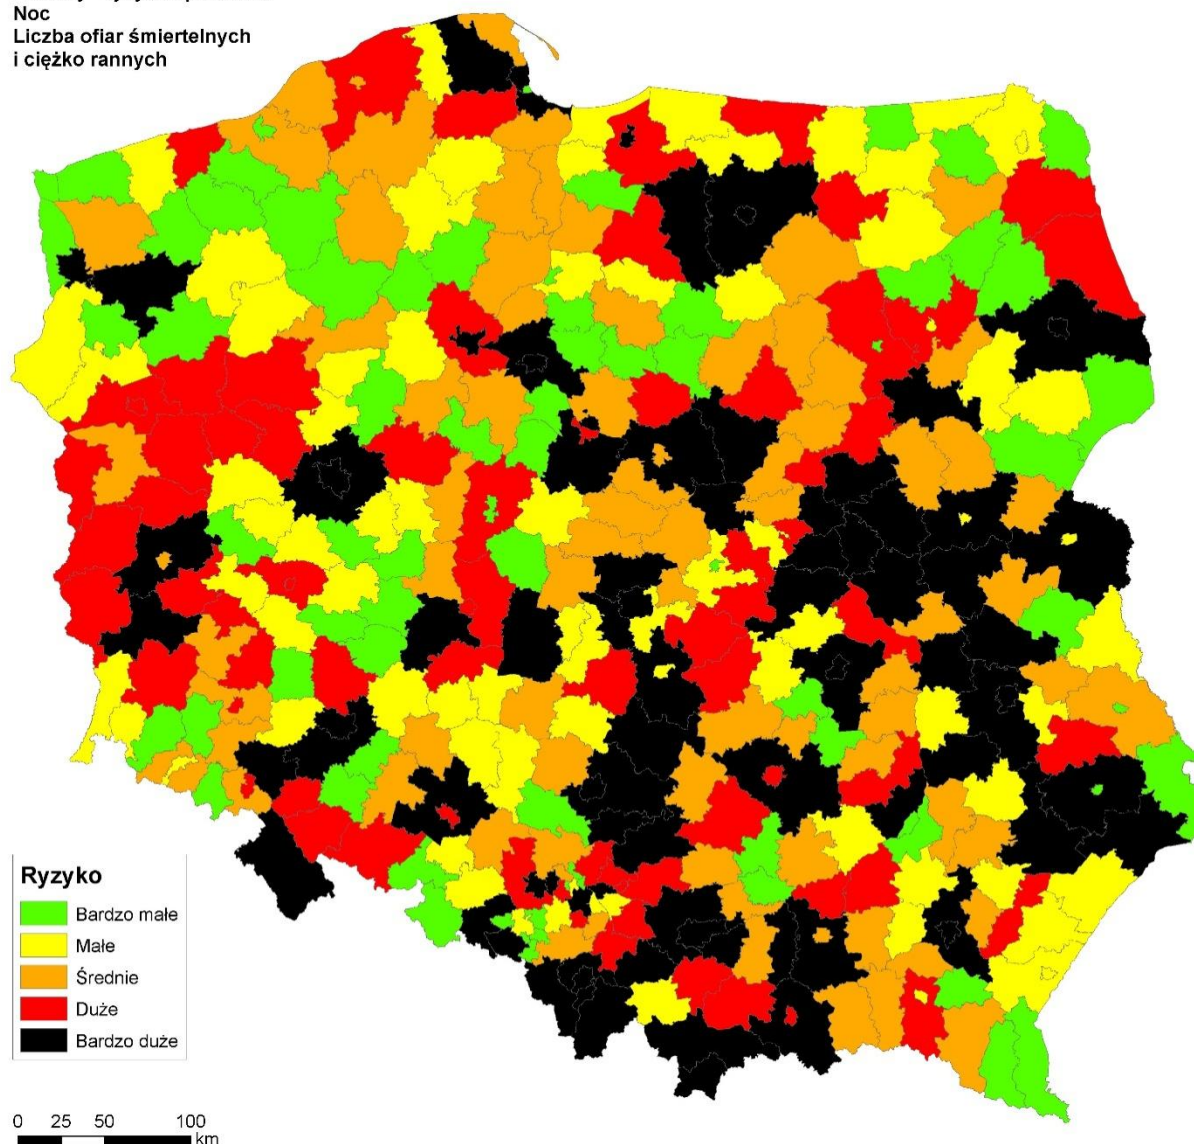 Noc
Liczba ofiar śmiertelnych
i ciężko rannych
Ryzyko
Bardzo małe
Małe
Średnie
Duże
Bardzo duże
0 25 50 100
km